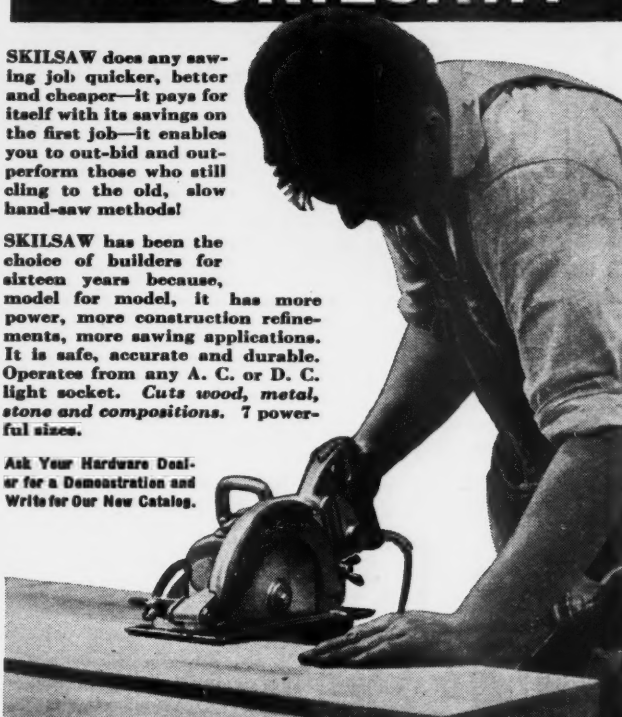 SKILSAW does any saw-
ing job quicker, better
and cheaper—it pays for
itself with its savings on
the first job—it enables
you to out-bid and out-
perform those who still
cling to the old, slow
hand-saw methods!
SKILSAW has been the
choice of builders for
sixteen years because,
model for model, it has more
power, more construction refine-
ments, more sawing applications.
It is safe, accurate and durable.
Operates from any A. C. or D. C.
light socket. Cuts wood, metal,
stone and compositions. 7 power-
ful sizes.
Ask Your Hardware Deal-
er for a Demonstration and
Write for Our New Catalog.